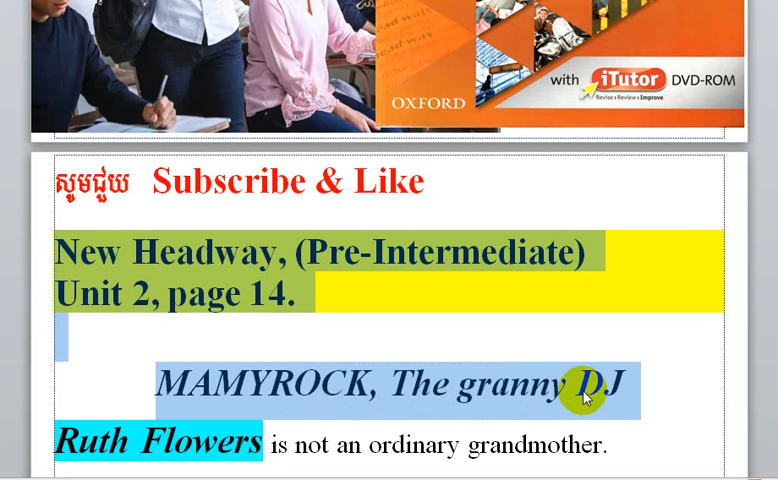 OXFORD
with iTutor DVD-ROM
Revise › Review › Improve
សូមជួយ Subscribe & Like
New Headway, (Pre-Intermediate)
Unit 2, page 14.
MAMYROCK, The granny DJ
Ruth Flowers is not an ordinary grandmother.